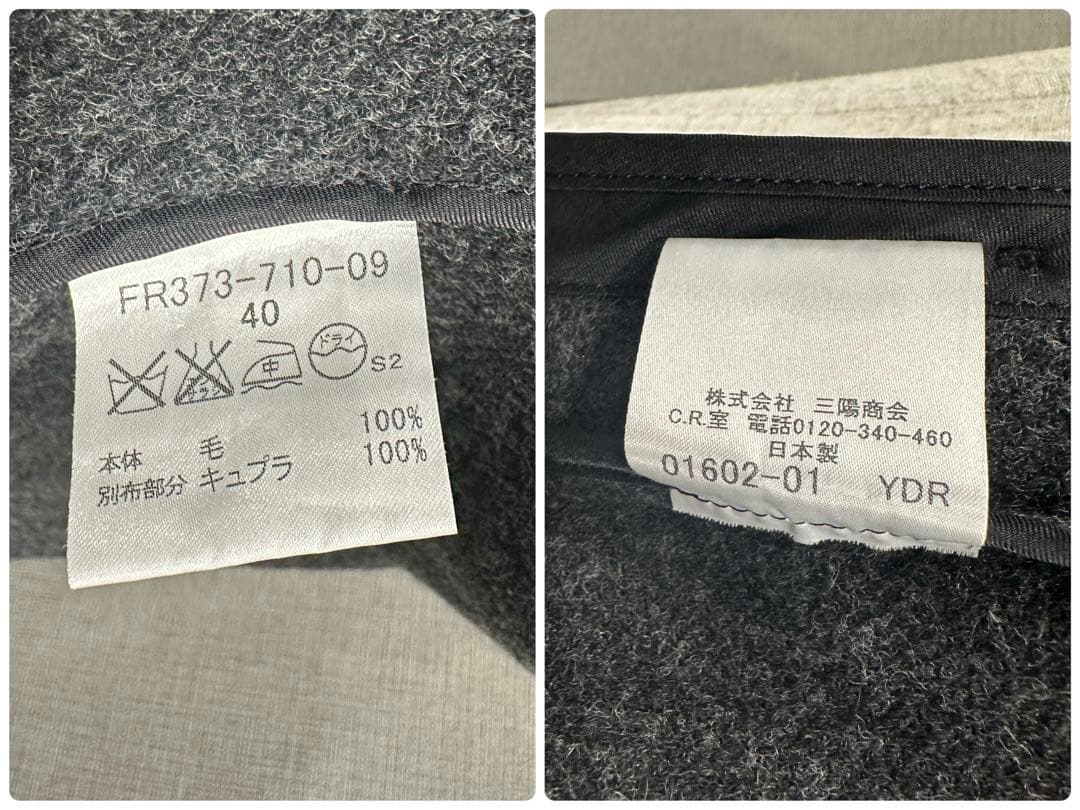 FR373-710-09
40
中 ドライ S2
本体 毛 100%
別布部分 キュプラ 100%
株式会社 三陽商会
C.R.室 電話0120-340-460
日本製
01602-01 YDR